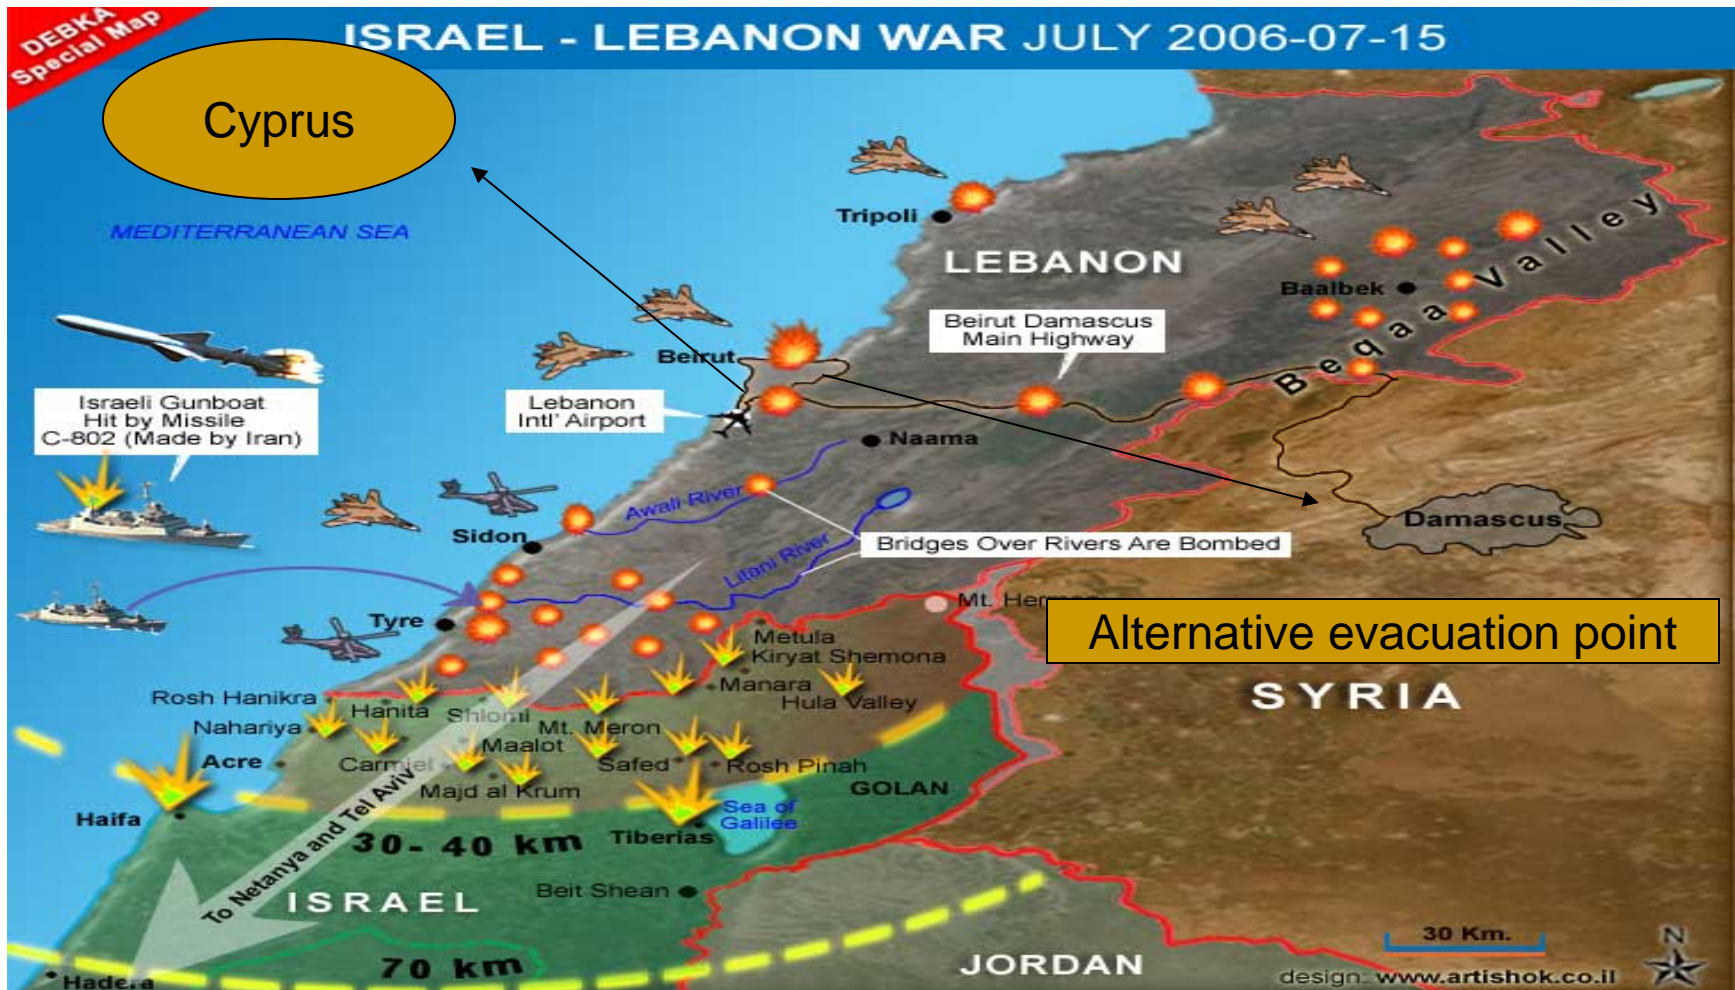 DEBKA
Special Map
ISRAEL - LEBANON WAR JULY 2006-07-15
Cyprus
MEDITERRANEAN SEA
Tripoli
LEBANON
Baalbek
Beqaa Valley
Beirut Damascus
Main Highway
Beirut
Israeli Gunboat
Hit by Missile
C-802 (Made by Iran)
Lebanon
Intl' Airport
Naama
Awali River
Sidon
Damascus
Bridges Over Rivers Are Bombed
Litani River
Mt. Hermon
Tyre
Alternative evacuation point
Metula
Kiryat Shemona
Manara
Hula Valley
SYRIA
Rosh Hanikra
Hanita
Shlomi
Nahariya
Mt. Meron
Maalot
Acre
Carmiel
Safed
Rosh Pinah
Majd al Krum
GOLAN
Haifa
Sea of
Galilee
30- 40 km
Tiberias
To Netanya and Tel Aviv
Beit Shean
ISRAEL
70 km
JORDAN
30 Km.
N
Hadera
design: www.artishok.co.il